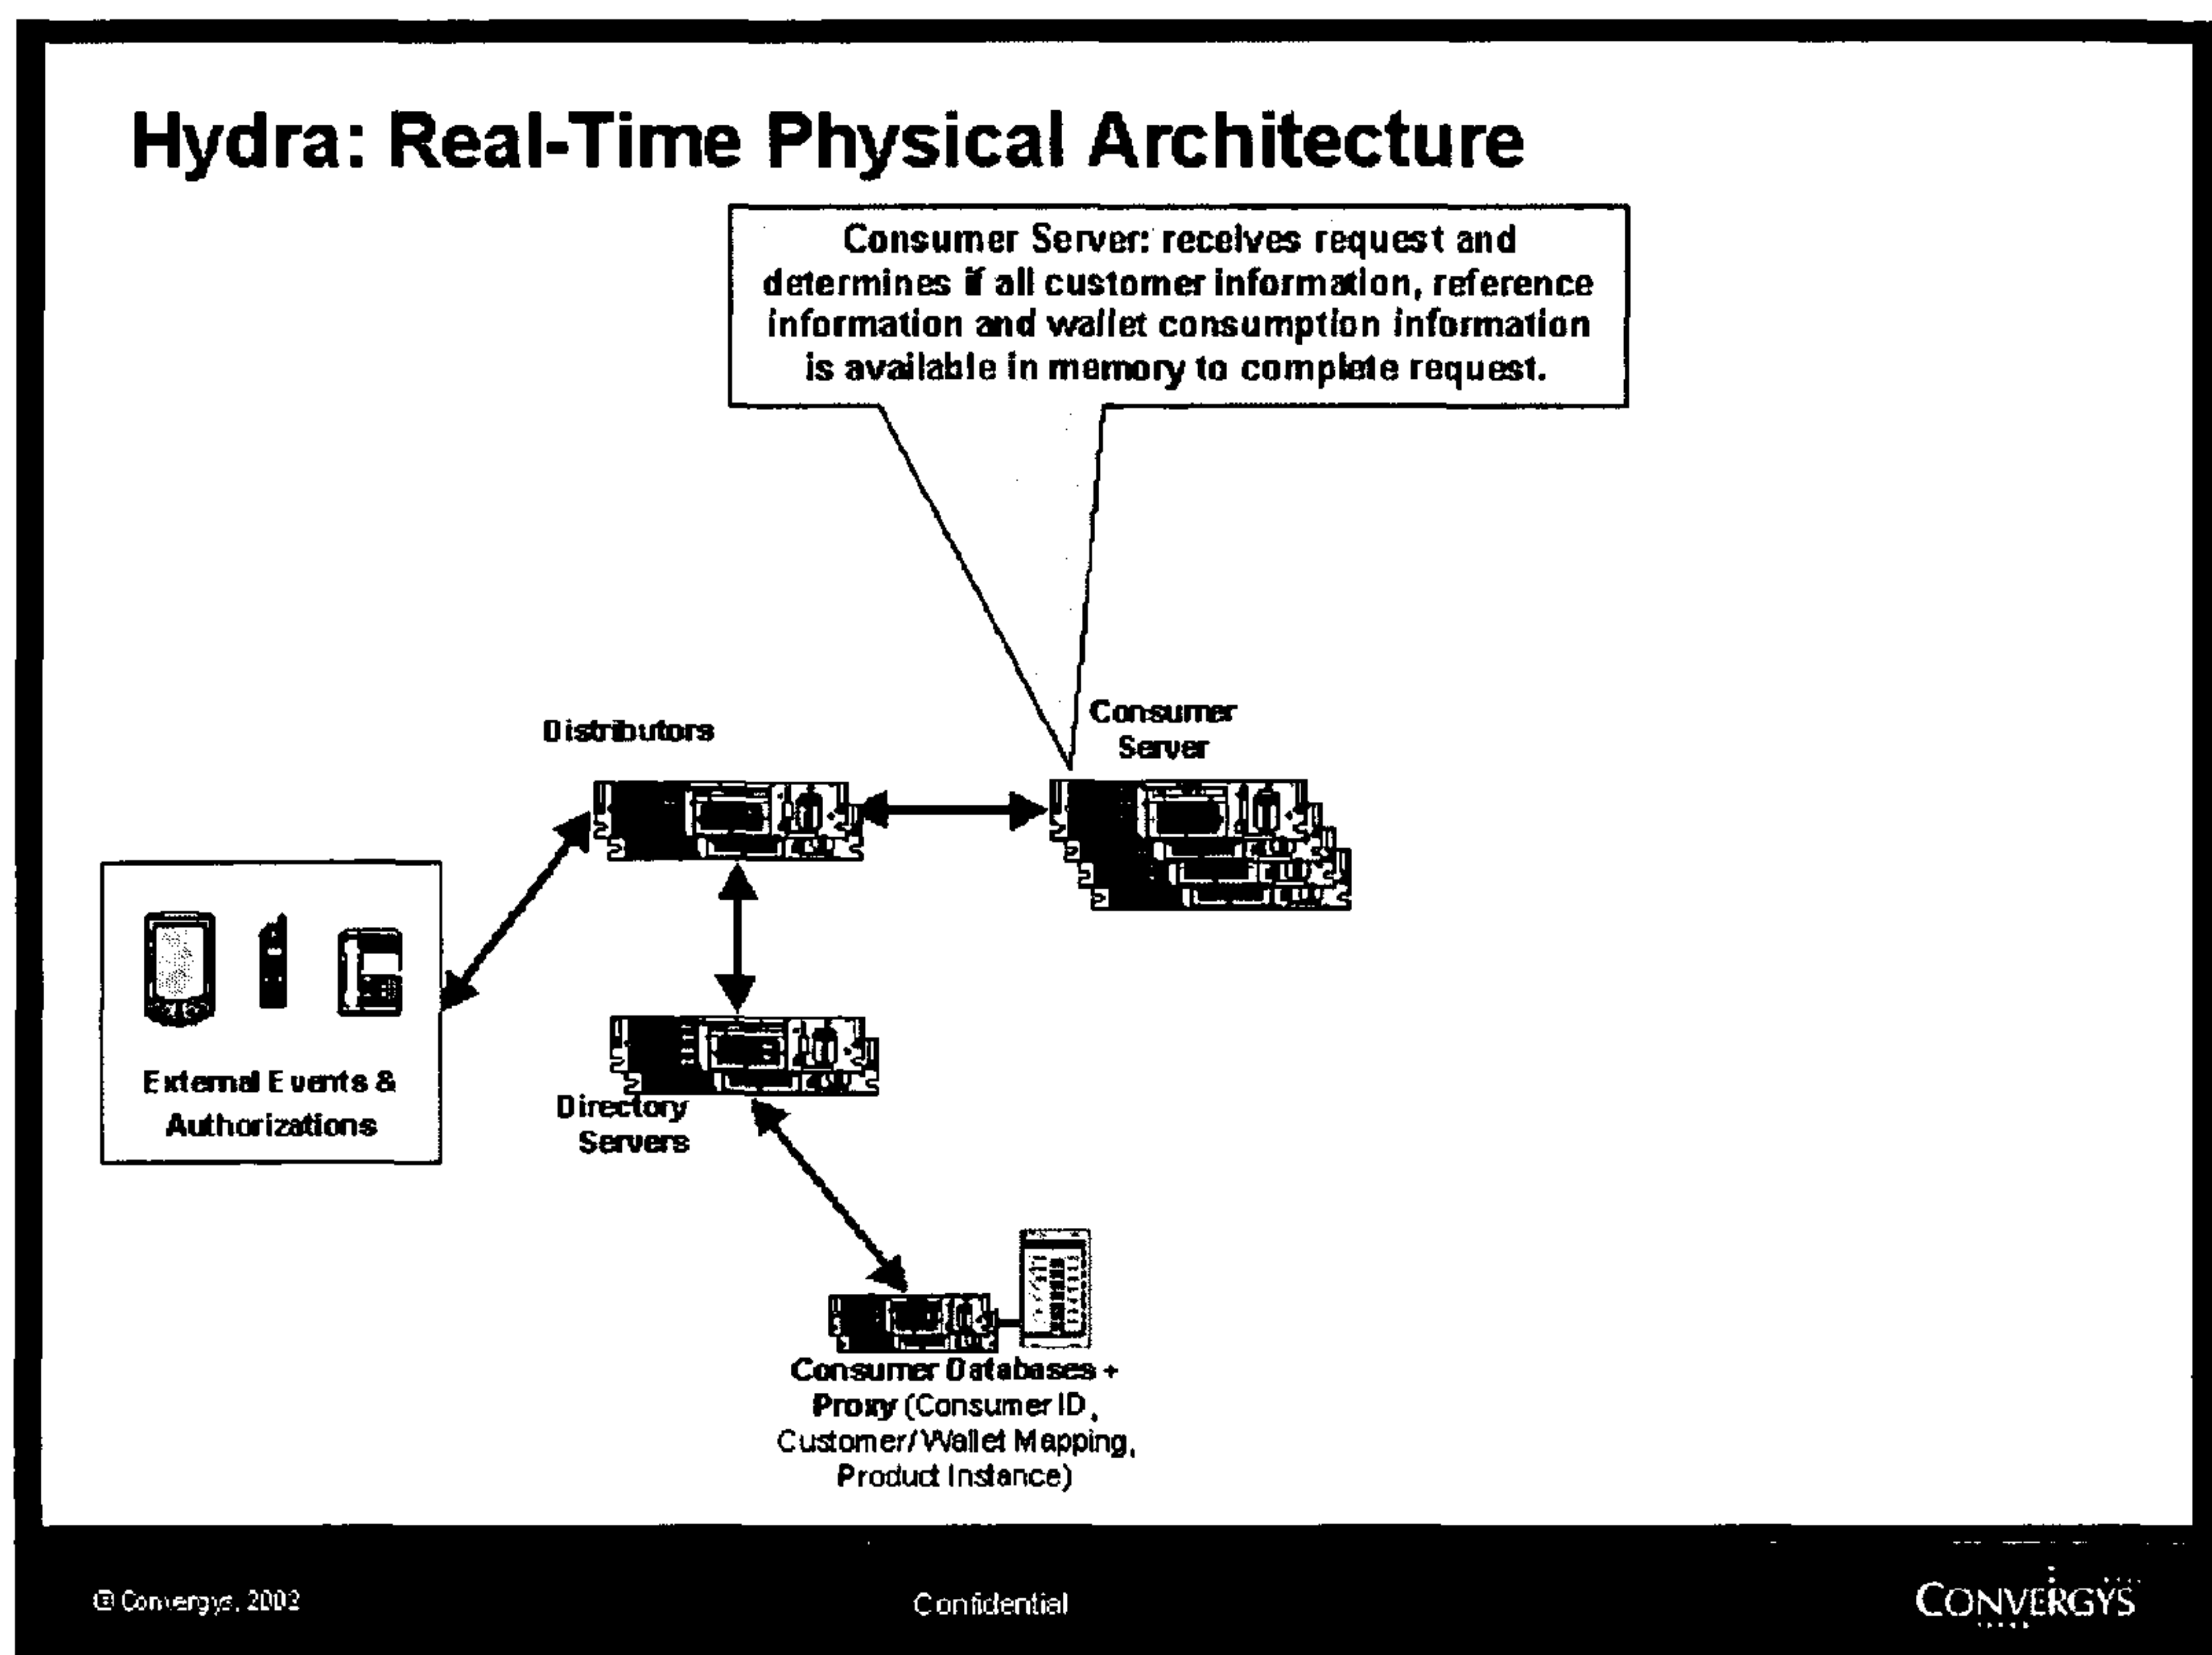 Hydra: Real-Time Physical Architecture
Consumer Server: receives request and
determines if all customer information, reference
information and wallet consumption information
is available in memory to complete request.
Distributors
Consumer
Server
External Events &
Authorizations
Directory
Servers
Consumer Databases +
Proxy (Consumer ID,
Customer/Wallet Mapping,
Product Instance)
© Convergys, 2002
Confidential
CONVERGYS